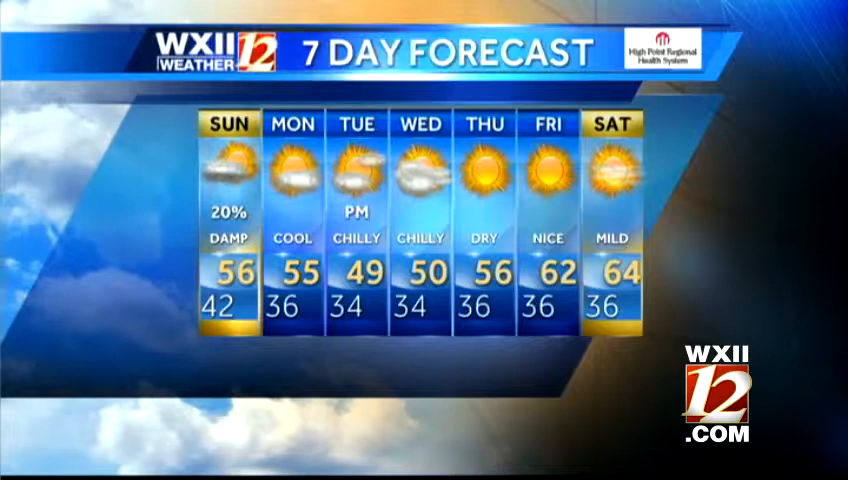 WXII 12
WEATHER
7 DAY FORECAST
High Point Regional
Health System
SUN MON TUE WED THU FRI SAT
20% PM
DAMP COOL CHILLY CHILLY DRY NICE MILD
56 55 49 50 56 62 64
42 36 34 34 36 36 36
WXII
12
.COM